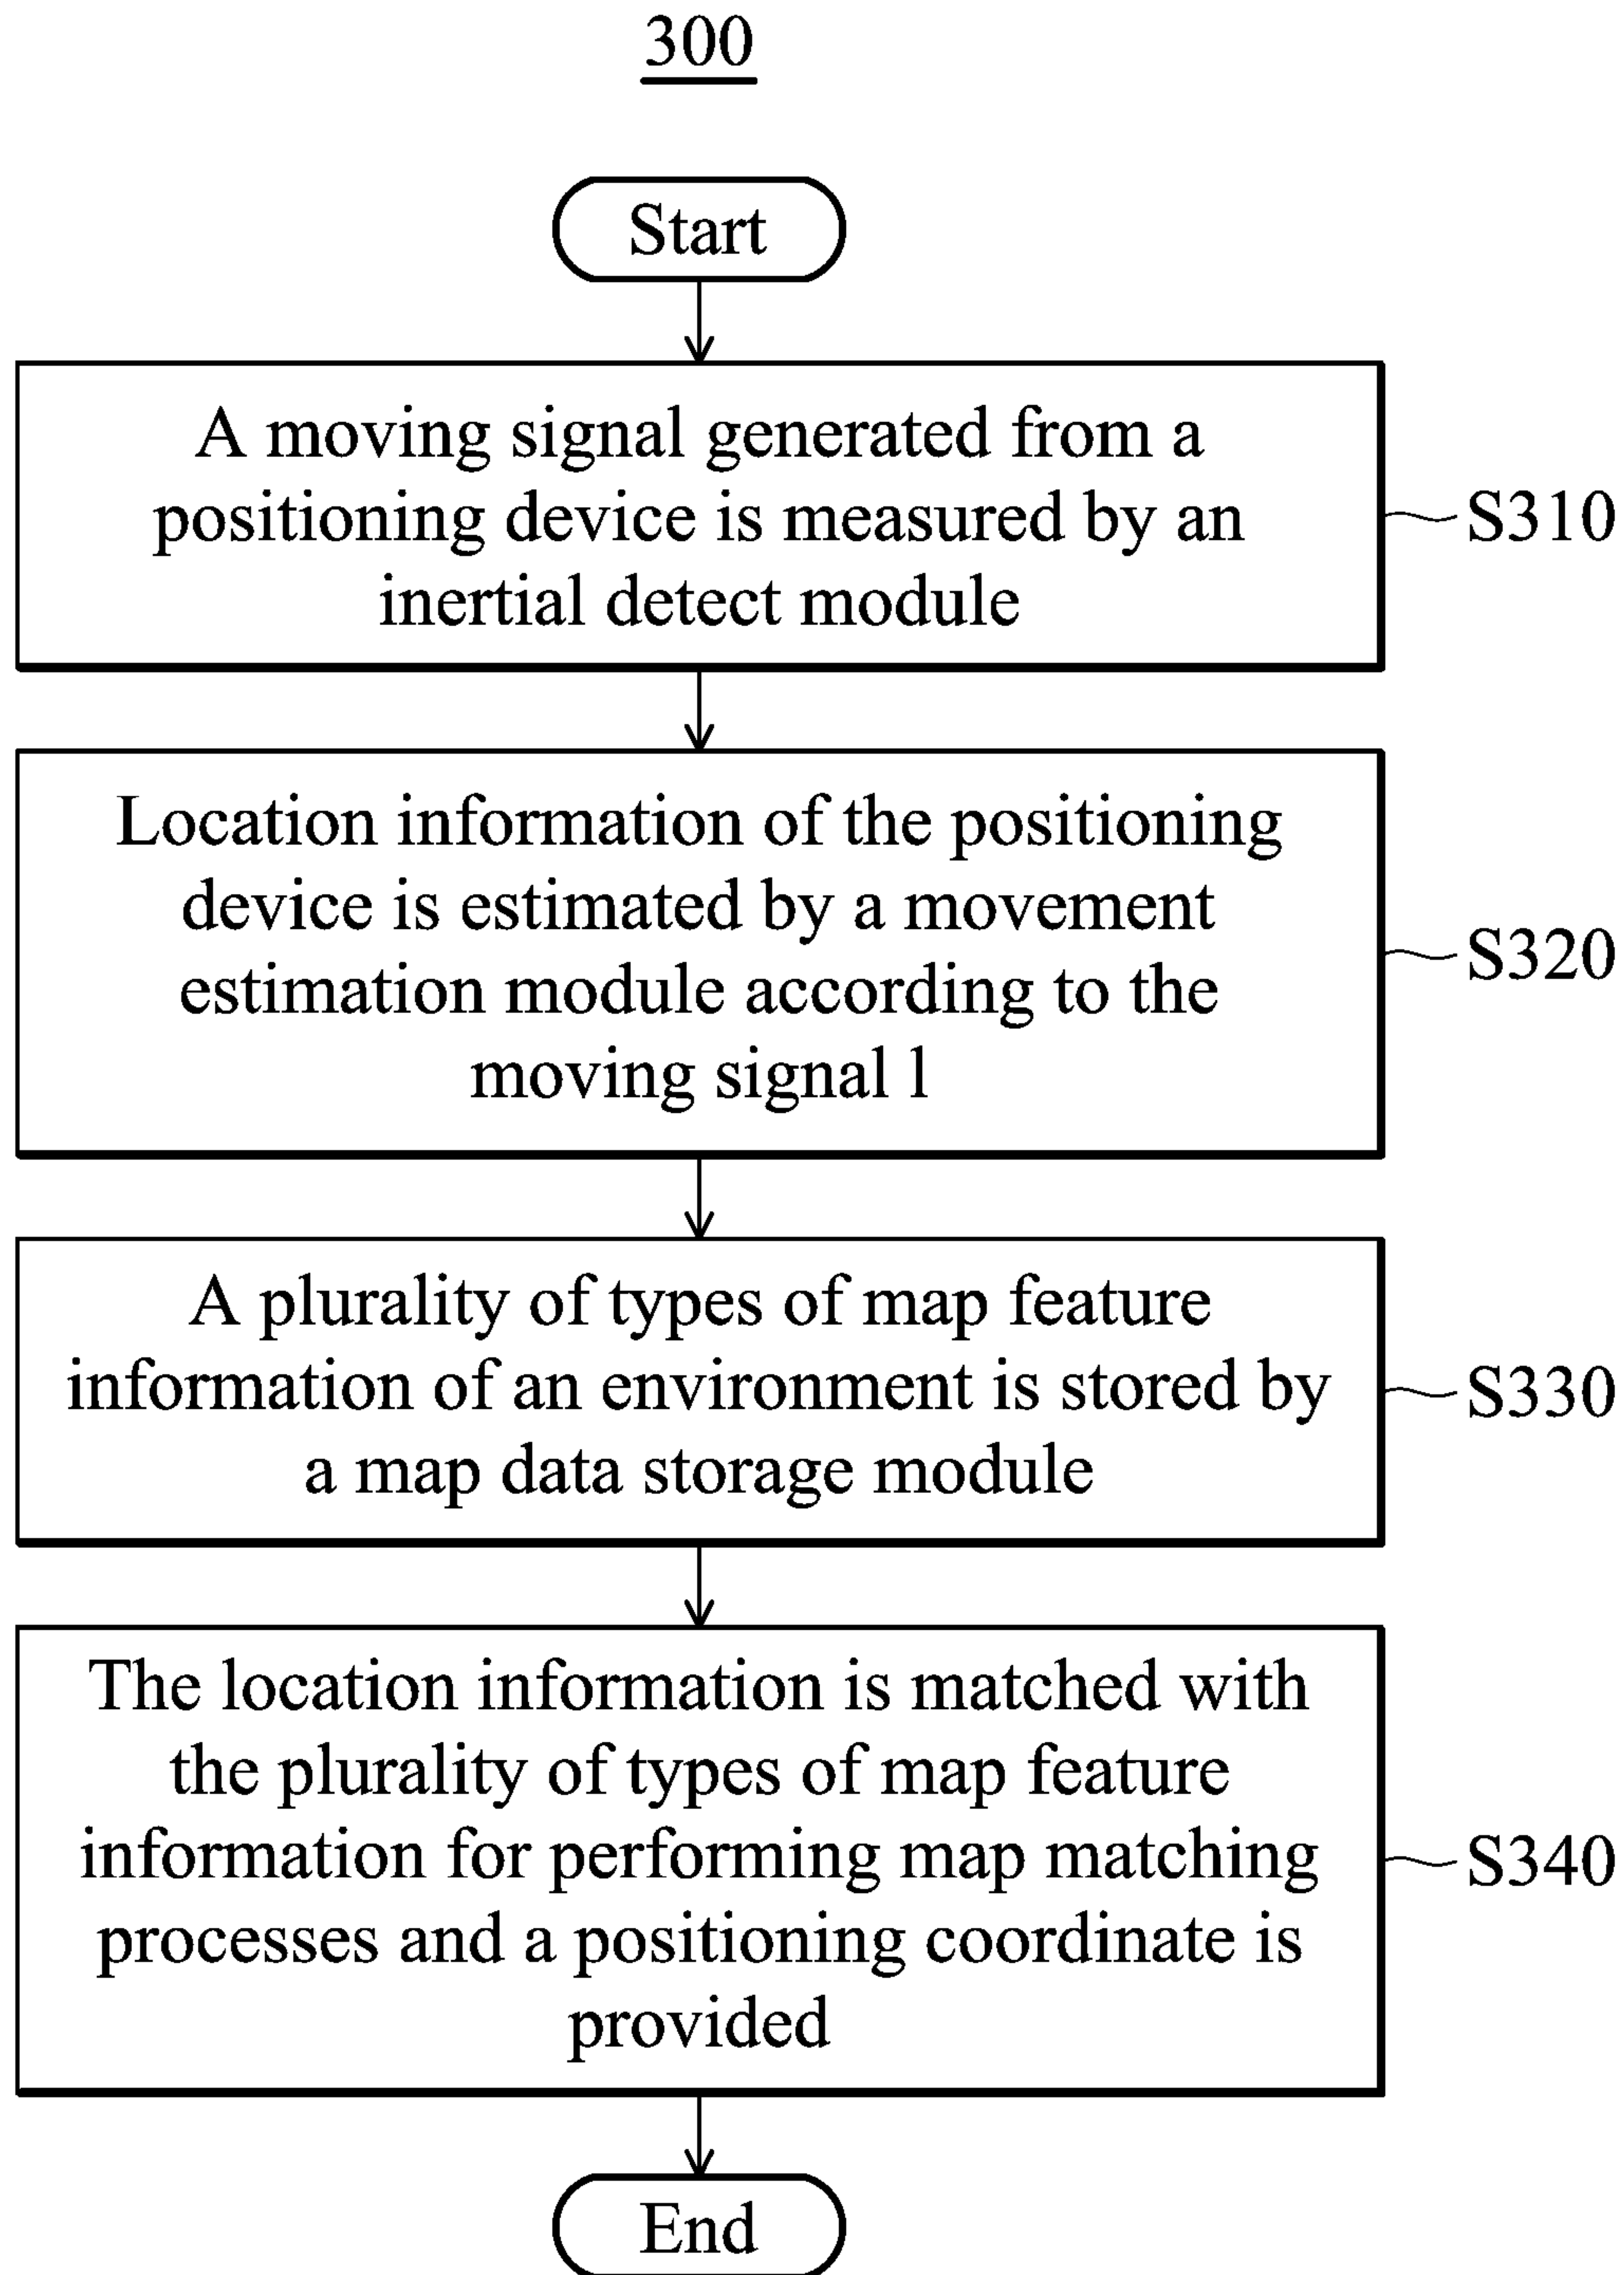 300
Start
A moving signal generated from a
positioning device is measured by an
inertial detect module
S310
Location information of the positioning
device is estimated by a movement
estimation module according to the
moving signal l
S320
A plurality of types of map feature
information of an environment is stored by
a map data storage module
S330
The location information is matched with
the plurality of types of map feature
information for performing map matching
processes and a positioning coordinate is
provided
S340
End